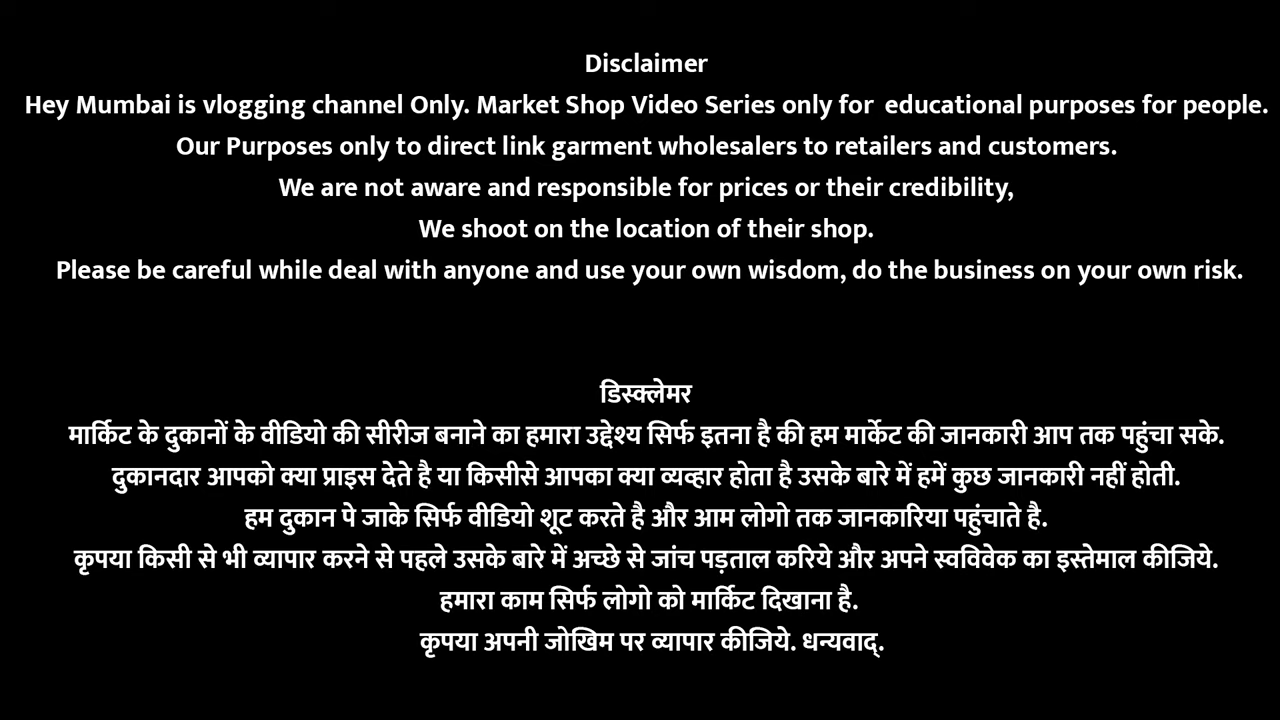 Disclaimer
Hey Mumbai is vlogging channel Only. Market Shop Video Series only for educational purposes for people.
Our Purposes only to direct link garment wholesalers to retailers and customers.
We are not aware and responsible for prices or their credibility,
We shoot on the location of their shop.
Please be careful while deal with anyone and use your own wisdom, do the business on your own risk.
डिस्क्लेमर
मार्किट के दुकानों के वीडियो की सीरीज बनाने का हमारा उद्देश्य सिर्फ इतना है की हम मार्केट की जानकारी आप तक पहुंचा सके.
दुकानदार आपको क्या प्राइस देते है या किसीसे आपका क्या व्यव्हार होता है उसके बारे में हमें कुछ जानकारी नहीं होती.
हम दुकान पे जाके सिर्फ वीडियो शूट करते है और आम लोगो तक जानकारिया पहुंचाते है.
कृपया किसी से भी व्यापार करने से पहले उसके बारे में अच्छे से जांच पड़ताल करिये और अपने स्वविवेक का इस्तेमाल कीजिये.
हमारा काम सिर्फ लोगो को मार्किट दिखाना है.
कृपया अपनी जोखिम पर व्यापार कीजिये. धन्यवाद्.